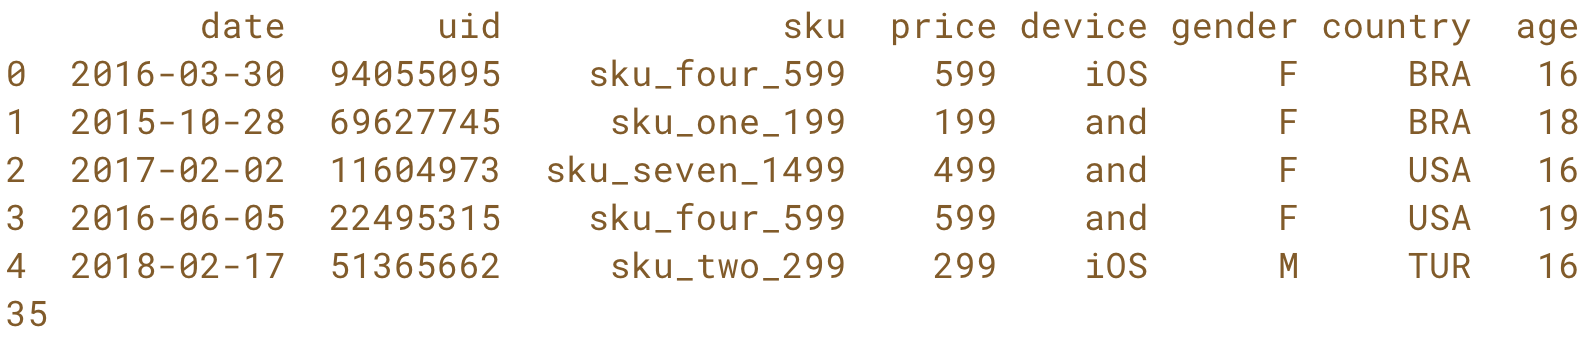 date uid sku price device gender country age
0 2016-03-30 94055095 sku_four_599 599 iOS F BRA 16
1 2015-10-28 69627745 sku_one_199 199 and F BRA 18
2 2017-02-02 11604973 sku_seven_1499 499 and F USA 16
3 2016-06-05 22495315 sku_four_599 599 and F USA 19
4 2018-02-17 51365662 sku_two_299 299 iOS M TUR 16
35